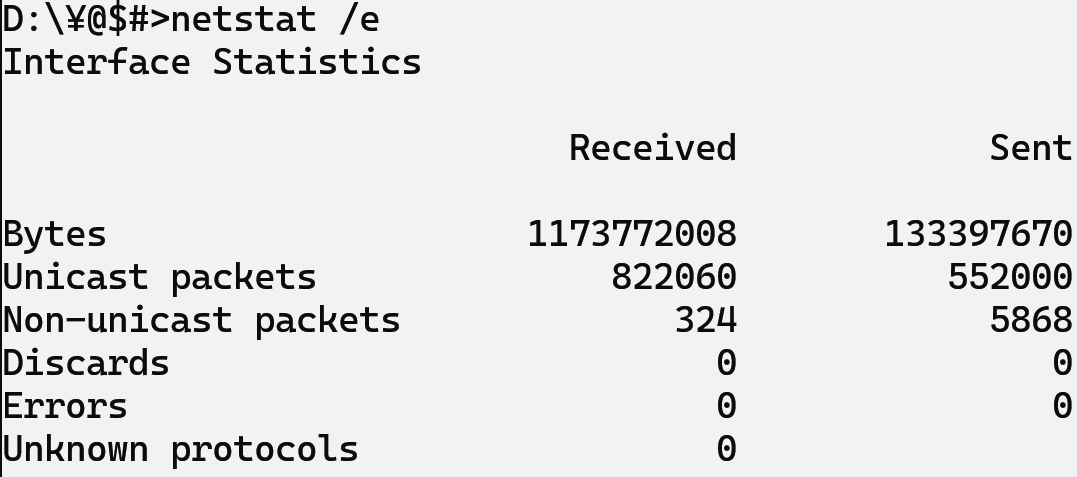 D:\¥@$#>netstat /e
Interface Statistics
Received Sent
Bytes 1173772008 133397670
Unicast packets 822060 552000
Non-unicast packets 324 5868
Discards 0 0
Errors 0 0
Unknown protocols 0